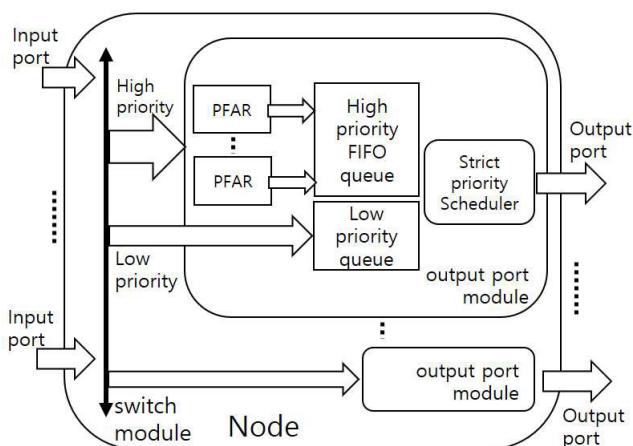 Input
port
High
priority
PFAR
PFAR
High
priority
FIFO
queue
Low
priority
queue
Strict
priority
Scheduler
Output
port
Low
priority
output port
module
Input
port
output port
module
switch
module
Node
Output
port